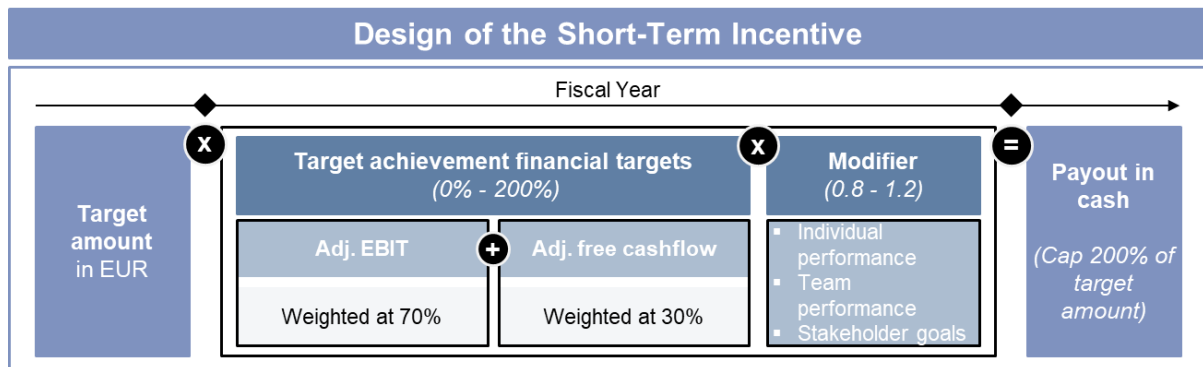 Design of the Short-Term Incentive
Fiscal Year
Target
amount
in EUR
x
Target achievement financial targets
(0% - 200%)
Adj. EBIT
+
Adj. free cashflow
Weighted at 70%
Weighted at 30%
x
Modifier
(0.8 - 1.2)
▪ Individual
performance
▪ Team
performance
▪ Stakeholder goals
=
Payout in
cash
(Cap 200% of
target
amount)